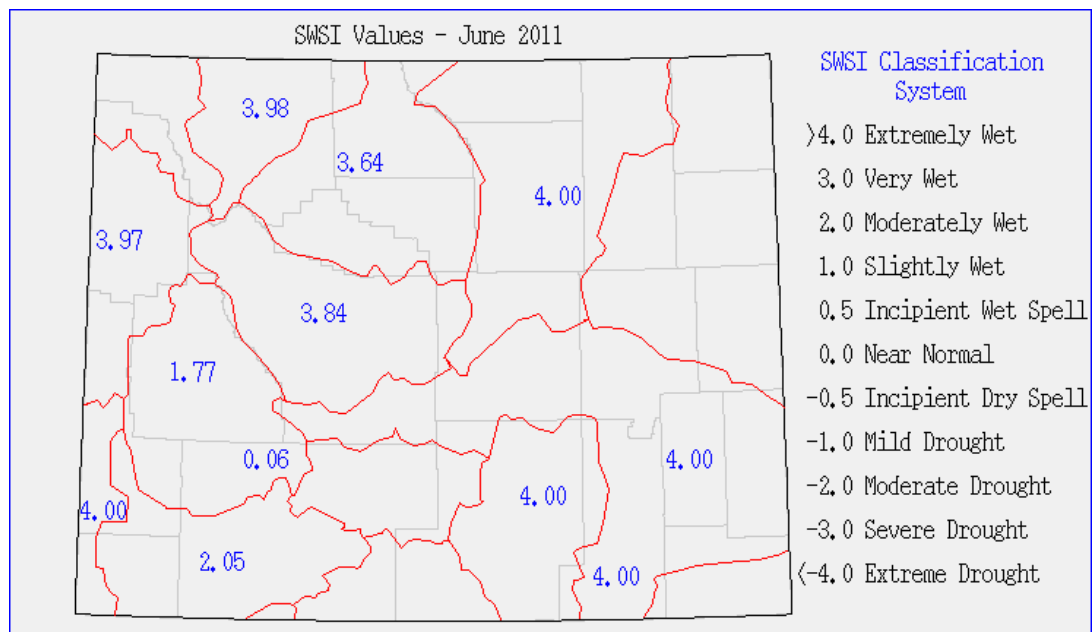 SWSI Values - June 2011
3.98
3.64
4.00
3.97
3.84
1.77
0.06
4.00
4.00
4.00
2.05
4.00
SWSI Classification
System
>4.0 Extremely Wet
3.0 Very Wet
2.0 Moderately Wet
1.0 Slightly Wet
0.5 Incipient Wet Spell
0.0 Near Normal
-0.5 Incipient Dry Spell
-1.0 Mild Drought
-2.0 Moderate Drought
-3.0 Severe Drought
<-4.0 Extreme Drought